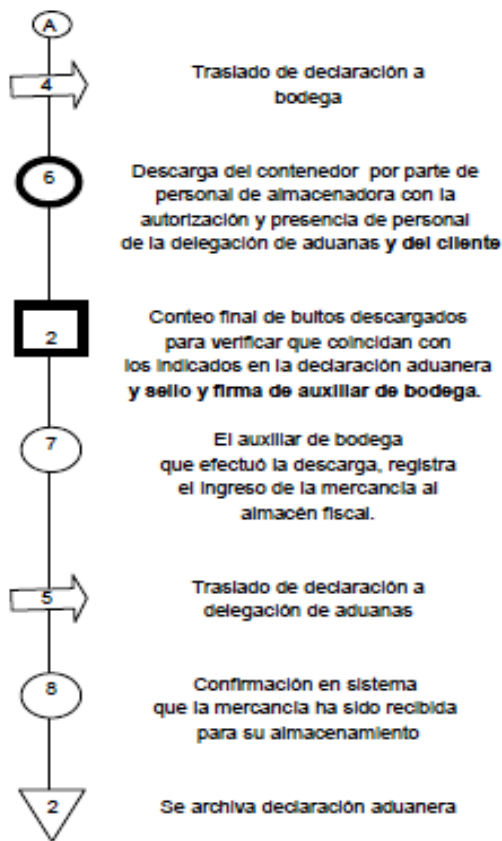 A
4
Traslado de declaración a
bodega
6
Descarga del contenedor por parte de
personal de almacenadora con la
autorización y presencia de personal
de la delegación de aduanas y del cliente
2
Conteo final de bultos descargados
para verificar que coincidan con
los indicados en la declaración aduanera
y sello y firma de auxiliar de bodega.
7
El auxiliar de bodega
que efectuó la descarga, registra
el ingreso de la mercancía al
almacén fiscal.
5
Traslado de declaración a
delegación de aduanas
8
Confirmación en sistema
que la mercancía ha sido recibida
para su almacenamiento
2
Se archiva declaración aduanera